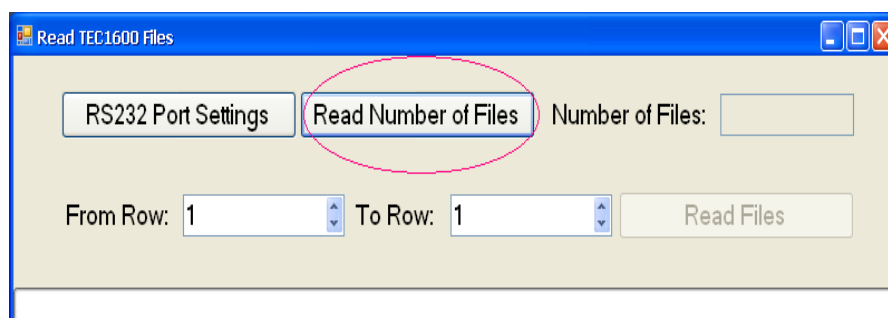 Read TEC1600 Files
RS232 Port Settings Read Number of Files Number of Files:
From Row: 1 To Row: 1 Read Files